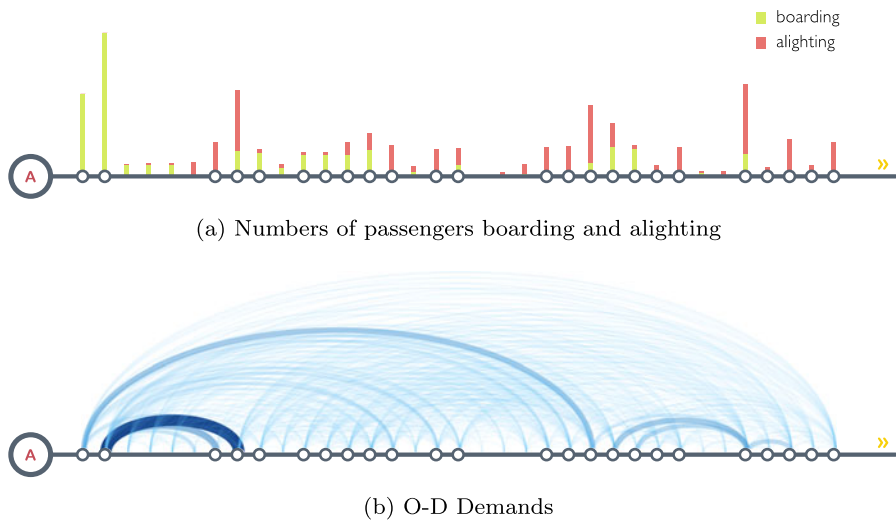 boarding
alighting
A
»
(a) Numbers of passengers boarding and alighting
A
»
(b) O-D Demands